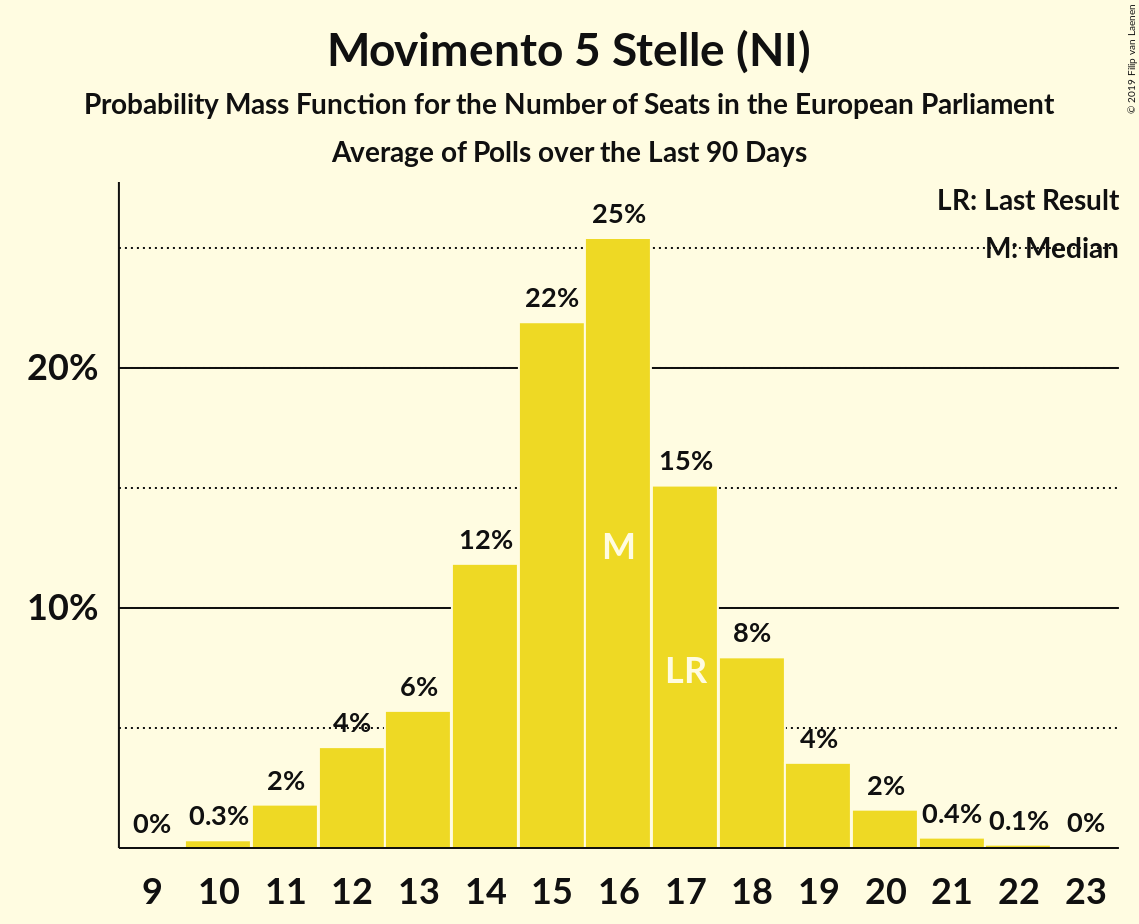 Movimento 5 Stelle (NI)
Probability Mass Function for the Number of Seats in the European Parliament
Average of Polls over the Last 90 Days
© 2019 Filip van Laenen
LR: Last Result
M: Median
25%
22%
20%
15%
12%
M
10%
8%
LR
6%
4%
4%
2%
2%
0%
0.3%
0.4%
0.1%
0%
9 10 11 12 13 14 15 16 17 18 19 20 21 22 23